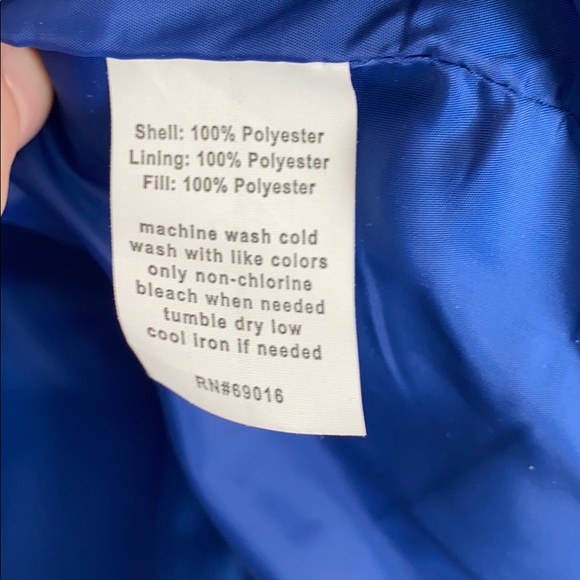 Shell: 100% Polyester
Lining: 100% Polyester
Fill: 100% Polyester
machine wash cold
wash with like colors
only non-chlorine
bleach when needed
tumble dry low
cool iron if needed
RN#69016